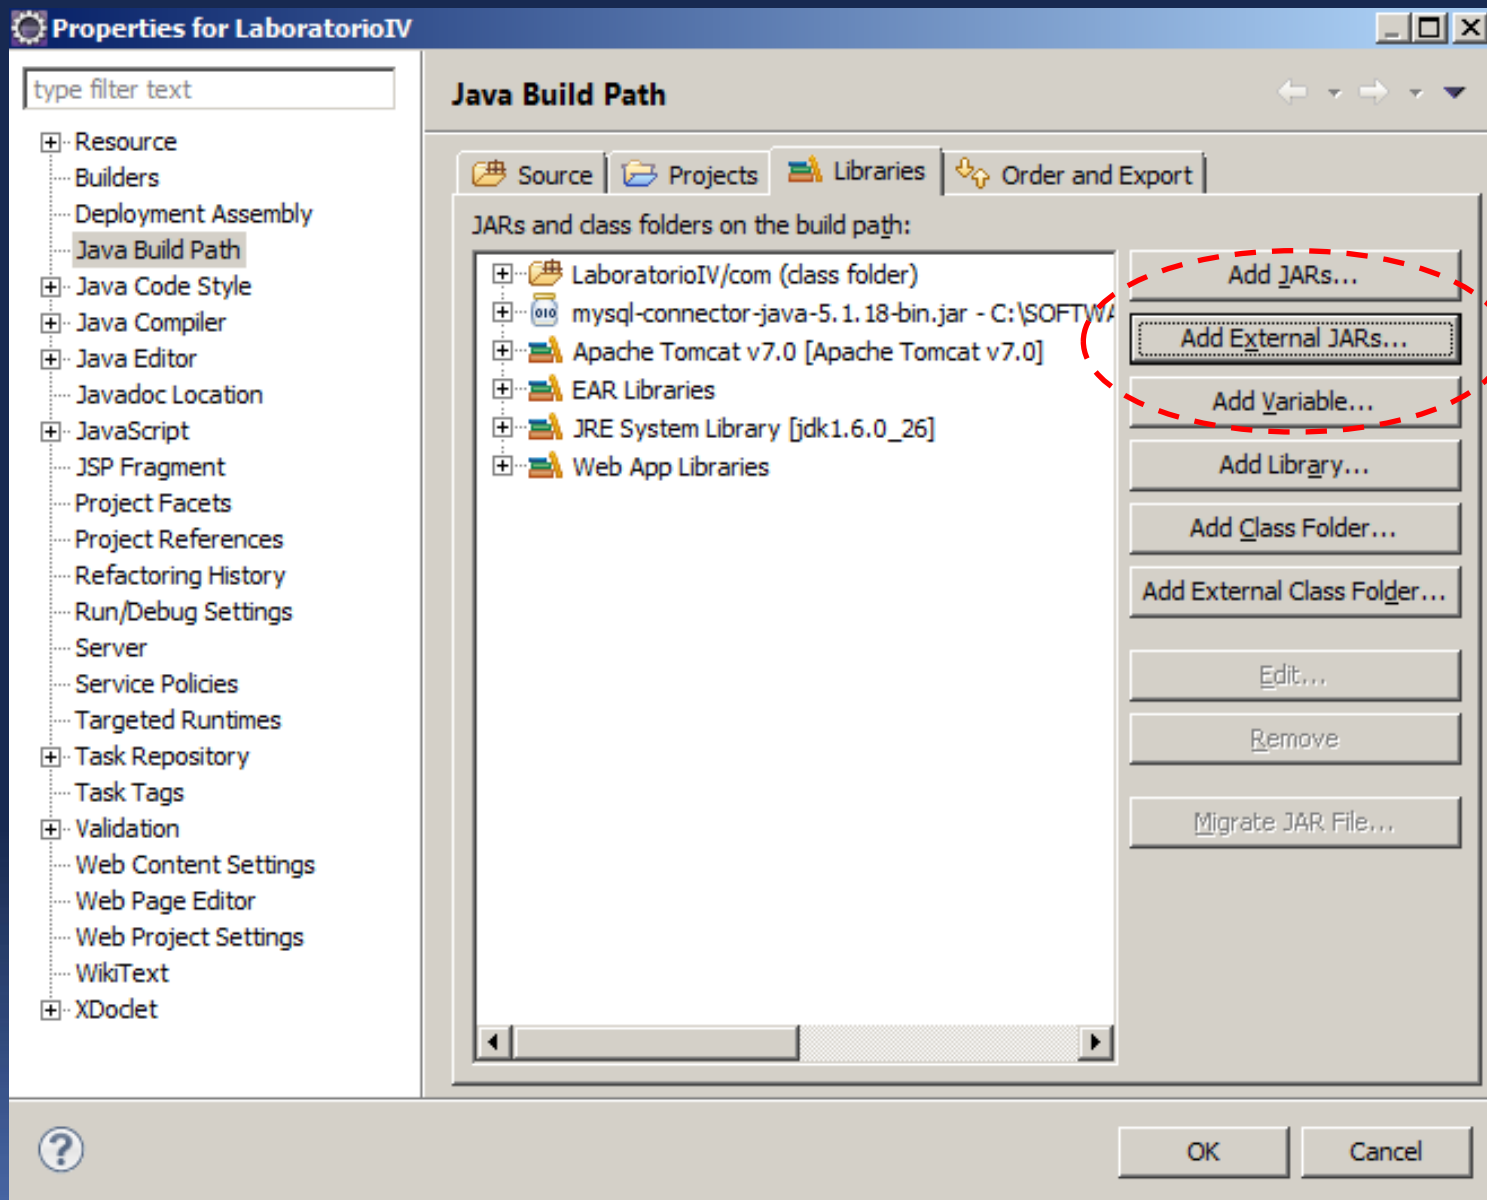 Properties for LaboratorioIV
type filter text
Resource
Builders
Deployment Assembly
Java Build Path
Java Code Style
Java Compiler
Java Editor
Javadoc Location
JavaScript
JSP Fragment
Project Facets
Project References
Refactoring History
Run/Debug Settings
Server
Service Policies
Targeted Runtimes
Task Repository
Task Tags
Validation
Web Content Settings
Web Page Editor
Web Project Settings
WikiText
XDoclet
Java Build Path
Source Projects Libraries Order and Export
JARs and class folders on the build path:
LaboratorioIV/com (class folder)
mysql-connector-java-5.1.18-bin.jar - C:\SOFTWA
Apache Tomcat v7.0 [Apache Tomcat v7.0]
EAR Libraries
JRE System Library [jdk1.6.0_26]
Web App Libraries
Add JARs...
Add External JARs...
Add Variable...
Add Library...
Add Class Folder...
Add External Class Folder...
Edit...
Remove
Migrate JAR File...
OK Cancel